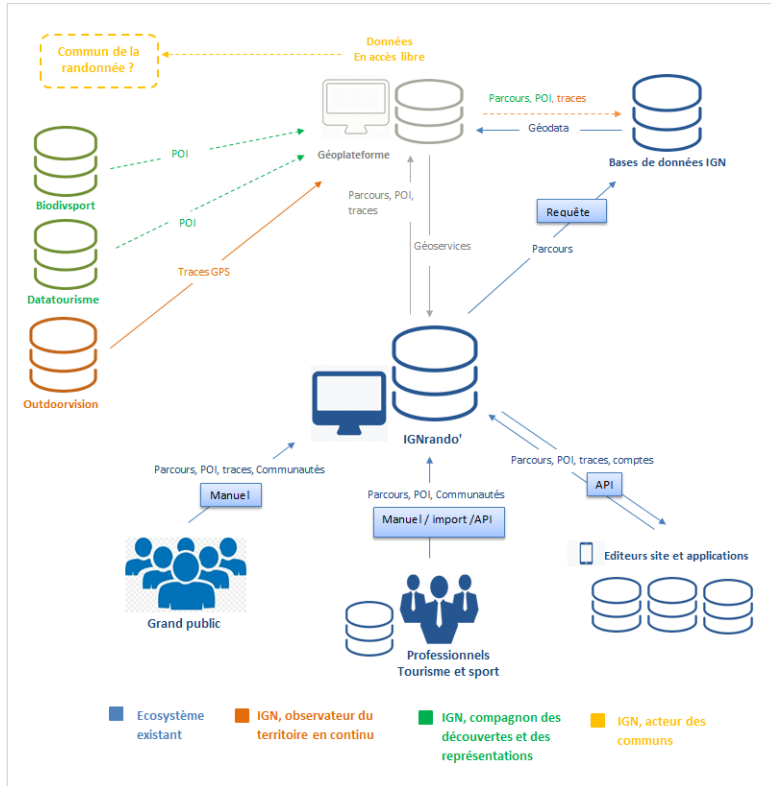 Données
En accès libre
Commun de la
randonnée ?
Parcours, POI, traces
Géodata
Géoplateforme
Bases de données IGN
POI
Biodivsport
POI
Datatourisme
Traces GPS
Outdoorvision
Parcours, POI,
traces
Géoservices
Requête
Parcours
IGNrando'
Parcours, POI, traces, Communautés
Manuel
Parcours, POI, Communautés
Manuel / import /API
Parcours, POI, traces, comptes
API
Grand public
Professionnels
Tourisme et sport
Editeurs site et applications
Ecosystème
existant
IGN, observateur du
territoire en continu
IGN, compagnon des
découvertes et des
représentations
IGN, acteur des
communs